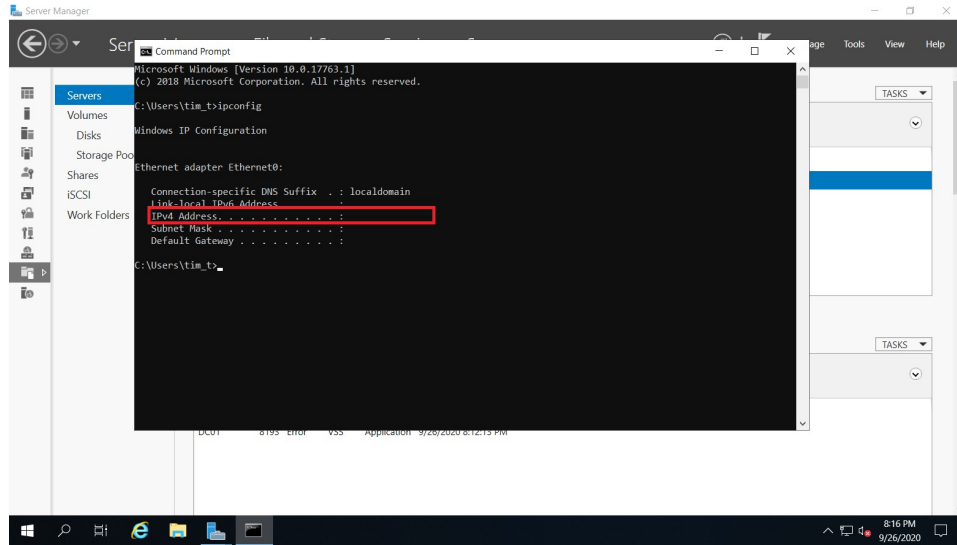 Server Manager
Ser
age Tools View Help
Command Prompt
Microsoft Windows [Version 10.0.17763.1]
(c) 2018 Microsoft Corporation. All rights reserved.
C:\Users\tim_t>ipconfig
Windows IP Configuration
Ethernet adapter Ethernet0:
Connection-specific DNS Suffix . : localdomain
Link-local IPv6 Address :
IPv4 Address. . . . . . . . . . . :
Subnet Mask . . . . . . . . . . . :
Default Gateway . . . . . . . . . :
C:\Users\tim_t>
Servers
Volumes
Disks
Storage Poo
Shares
iSCSI
Work Folders
TASKS
TASKS
DC01 8193 Error VSS Application 9/26/2020 8:12:15 PM
8:16 PM
9/26/2020